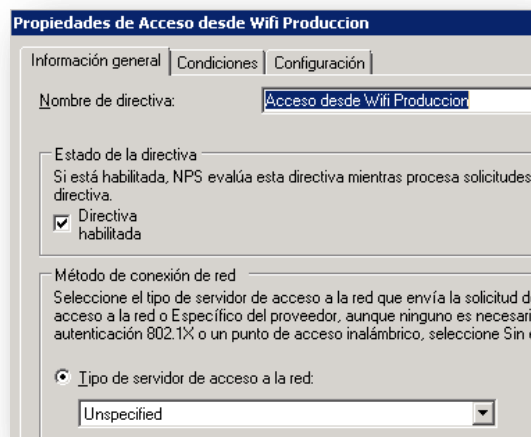 Propiedades de Acceso desde Wifi Produccion
Información general
Condiciones
Configuración
Nombre de directiva:
Acceso desde Wifi Produccion
Estado de la directiva
Si está habilitada, NPS evalúa esta directiva mientras procesa solicitudes
directiva.
Directiva
habilitada
Método de conexión de red
Seleccione el tipo de servidor de acceso a la red que envía la solicitud d
acceso a la red o Específico del proveedor, aunque ninguno es necesari
autenticación 802.1X o un punto de acceso inalámbrico, seleccione Sin
Tipo de servidor de acceso a la red:
Unspecified